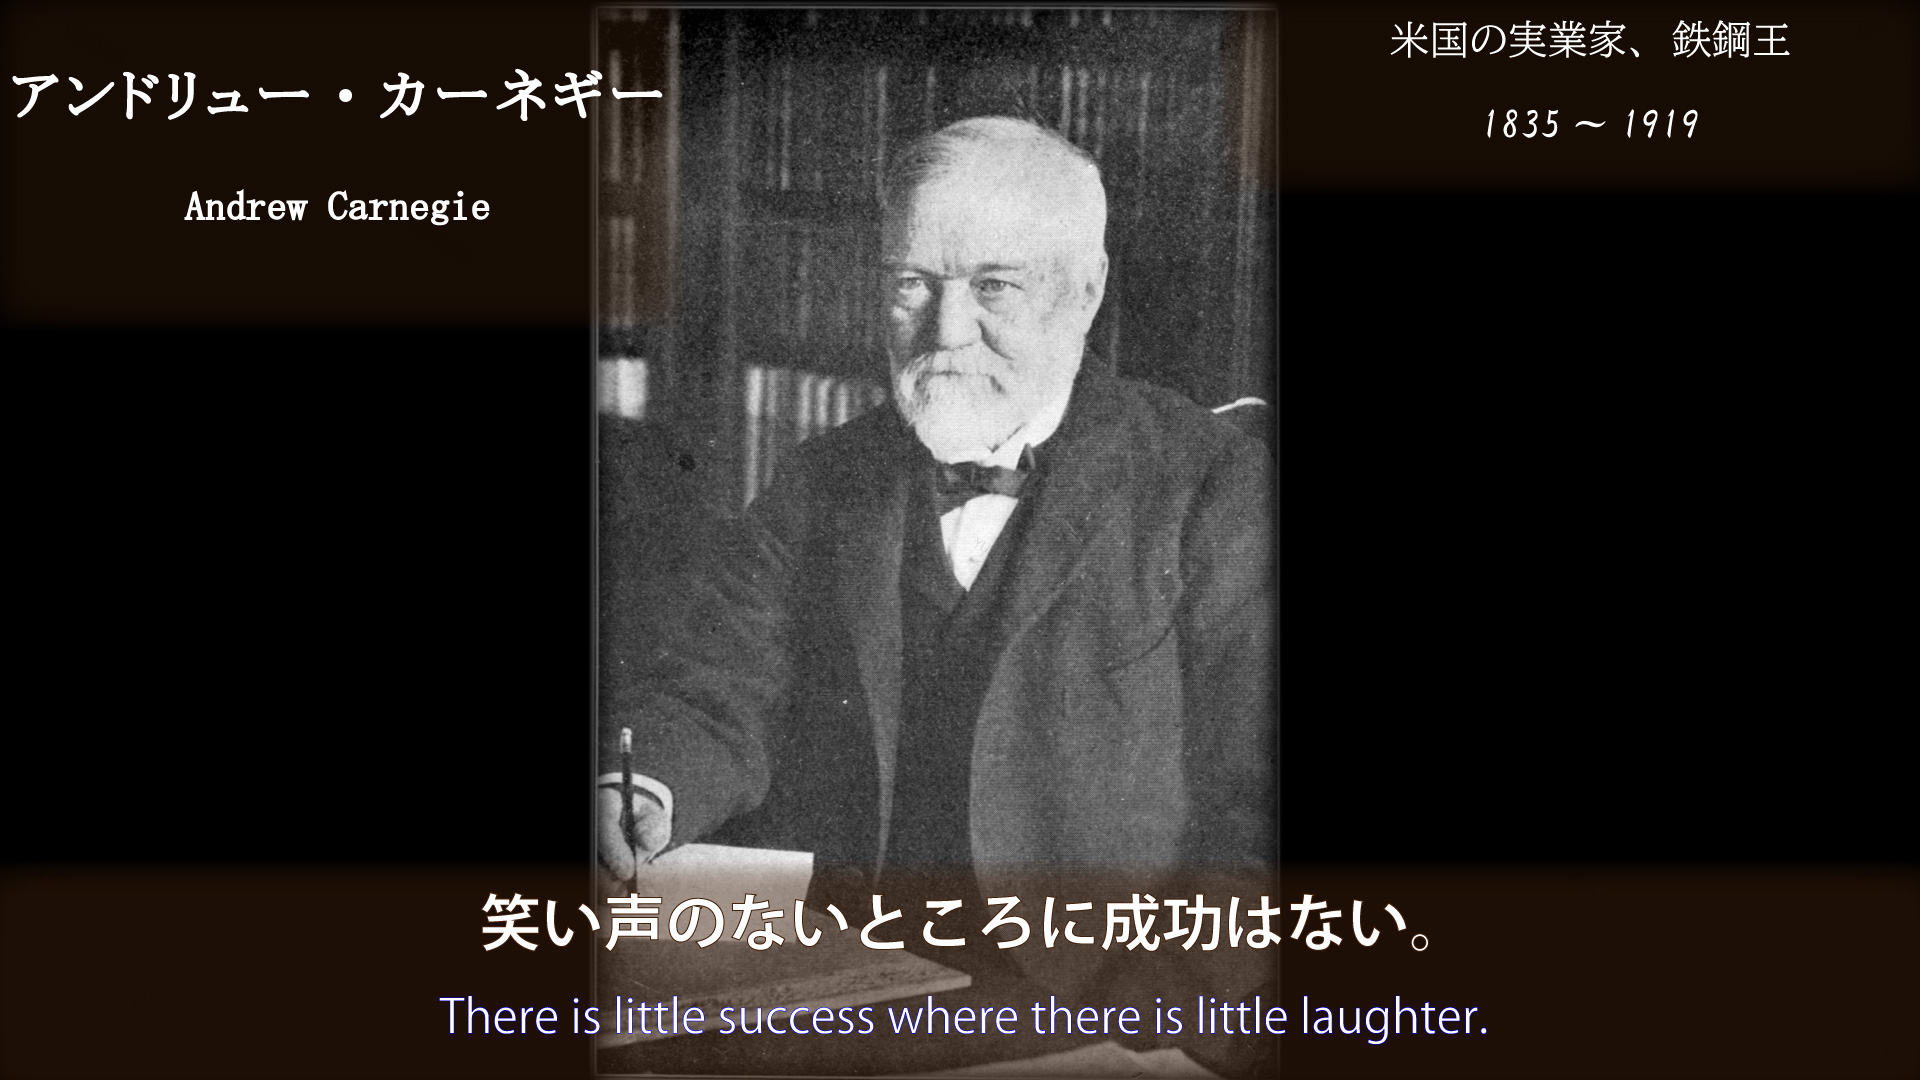 アンドリュー・カーネギー
Andrew Carnegie
米国の実業家、鉄鋼王
1835 ～ 1919
笑い声のないところに成功はない。
There is little success where there is little laughter.